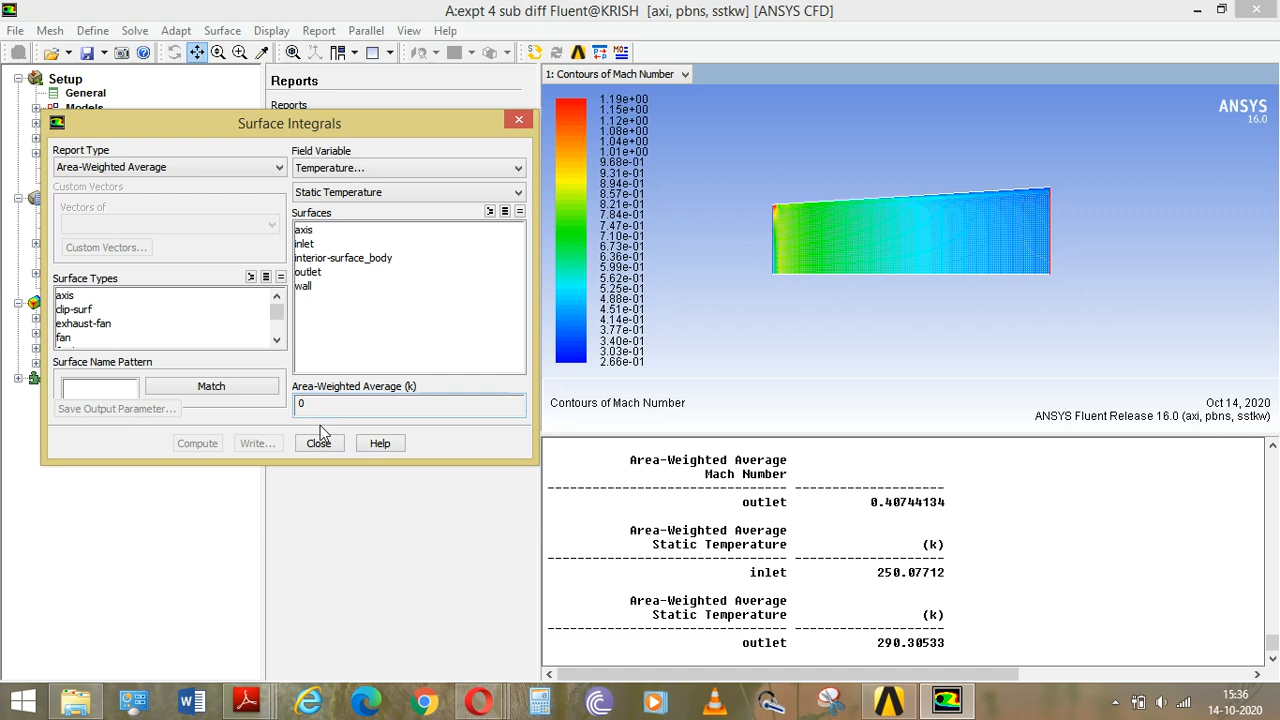 A:expt 4 sub diff Fluent@KRISH [axi, pbns, sstkw] [ANSYS CFD]
File Mesh Define Solve Adapt Surface Display Report Parallel View Help
Setup
General
Models
Reports
Reports
1: Contours of Mach Number
Surface Integrals
Report Type
Area-Weighted Average
Custom Vectors
Vectors of
Custom Vectors...
Surface Types
axis
clip-surf
exhaust-fan
fan
Surface Name Pattern
Match
Save Output Parameter...
Field Variable
Temperature...
Static Temperature
Surfaces
axis
inlet
interior-surface_body
outlet
wall
Area-Weighted Average (k)
0
Compute Write... Close Help
1.19e+00
1.15e+00
1.12e+00
1.08e+00
1.04e+00
1.01e+00
9.68e-01
9.31e-01
8.94e-01
8.57e-01
8.21e-01
7.84e-01
7.47e-01
7.10e-01
6.73e-01
6.36e-01
5.99e-01
5.62e-01
5.25e-01
4.88e-01
4.51e-01
4.14e-01
3.77e-01
3.40e-01
3.03e-01
2.66e-01
ANSYS
16.0
Contours of Mach Number
Oct 14, 2020
ANSYS Fluent Release 16.0 (axi, pbns, sstkw)
Area-Weighted Average
Mach Number
-------------------------------- --------------------
outlet 0.40744134
Area-Weighted Average
Static Temperature (k)
-------------------------------- --------------------
inlet 250.07712
Area-Weighted Average
Static Temperature (k)
-------------------------------- --------------------
outlet 290.30533
15:36
14-10-2020